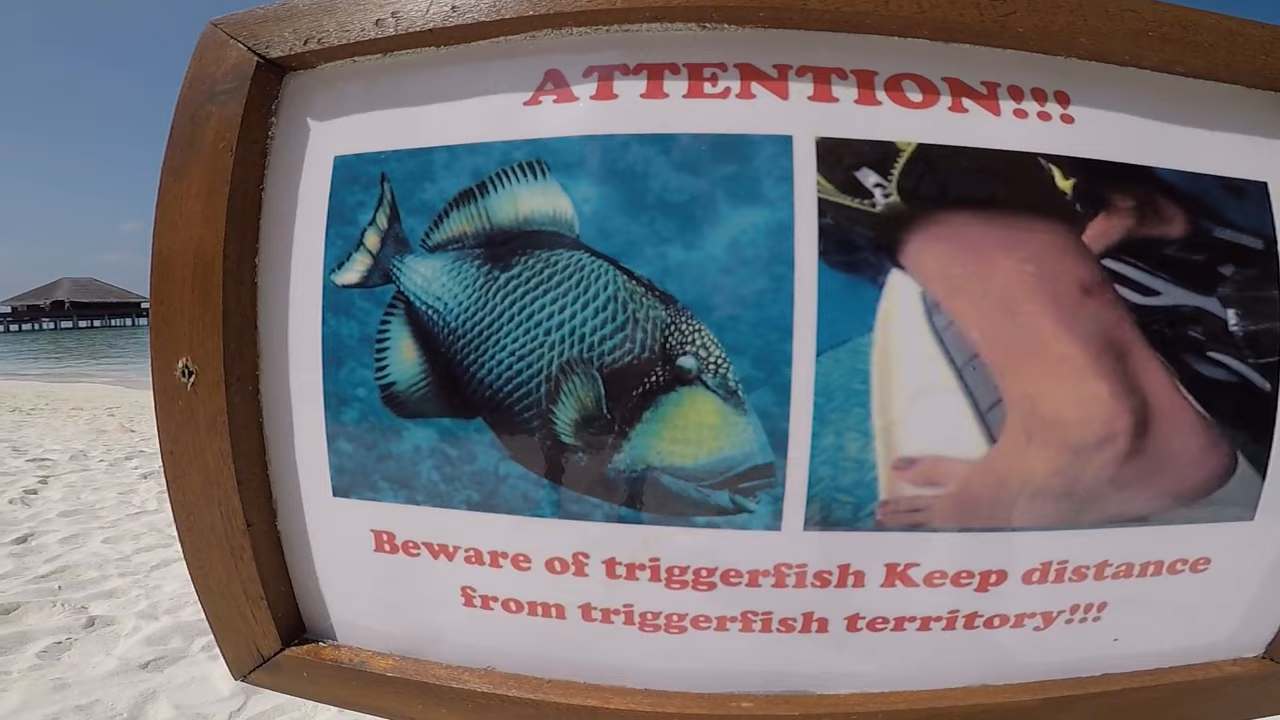 ATTENTION!!!
Beware of triggerfish Keep distance
from triggerfish territory!!!